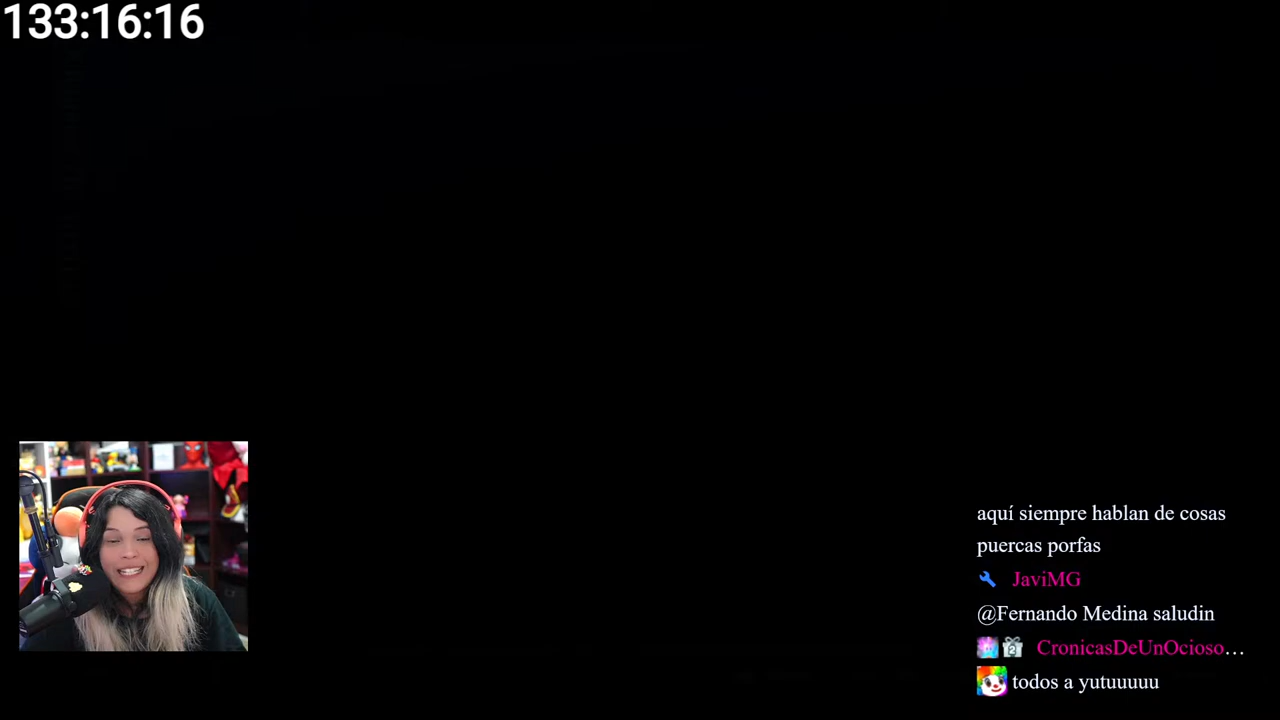 133:16:16
aquí siempre hablan de cosas
puercas porfas
JaviMG
@Fernando Medina saludin
CronicasDeUnOcioso…
todos a yutuuuuu